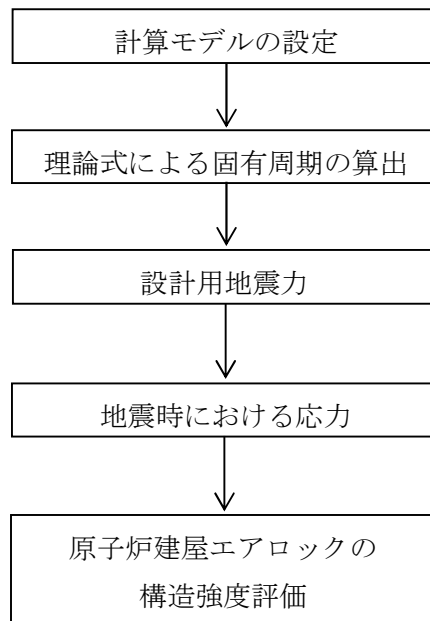 計算モデルの設定
理論式による固有周期の算出
設計用地震力
地震時における応力
原子炉建屋エアロックの
構造強度評価